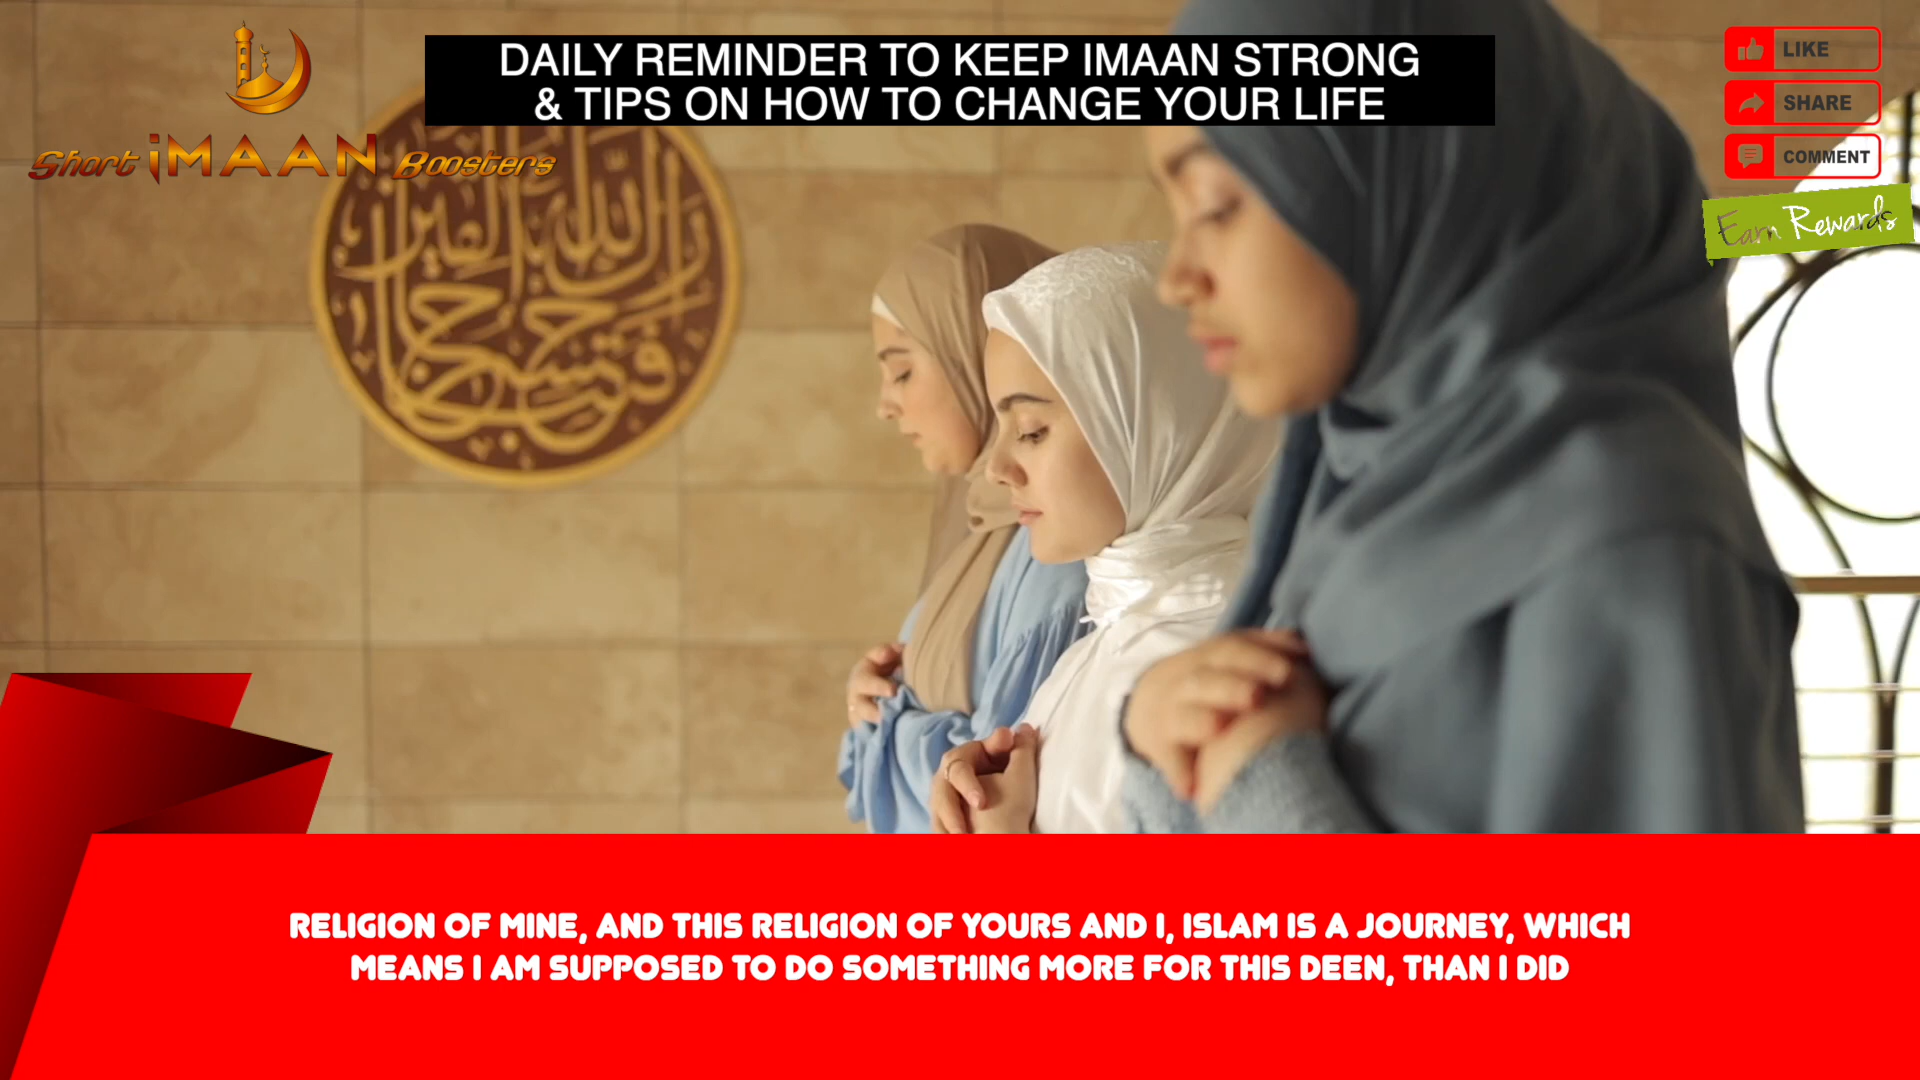 DAILY REMINDER TO KEEP IMAAN STRONG
& TIPS ON HOW TO CHANGE YOUR LIFE
Short iMAAN Boosters
LIKE
SHARE
COMMENT
Earn Rewards
RELIGION OF MINE, AND THIS RELIGION OF YOURS AND I, ISLAM IS A JOURNEY, WHICH
MEANS I AM SUPPOSED TO DO SOMETHING MORE FOR THIS DEEN, THAN I DID